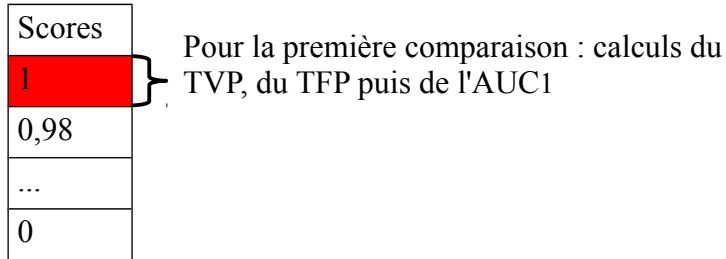 Scores
1
Pour la première comparaison : calculs du
TVP, du TFP puis de l'AUC1
0,98
...
0